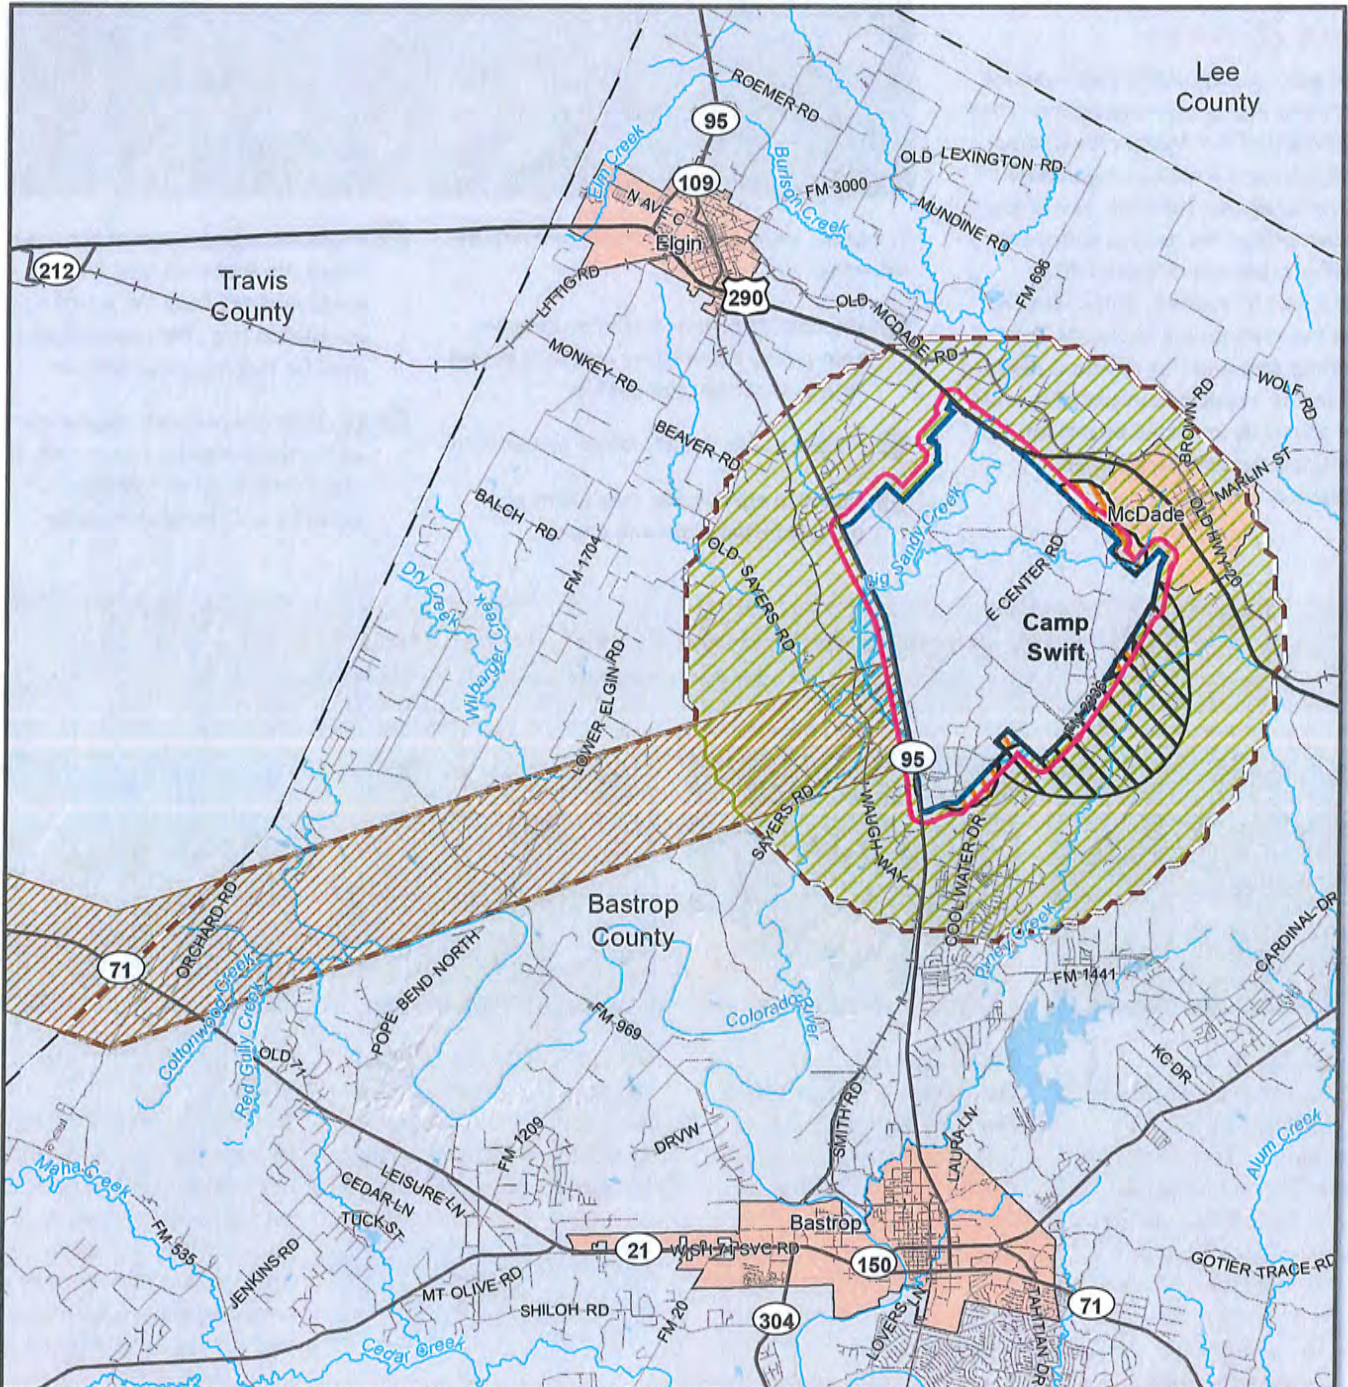 Lee
County
ROEMER RD
95
Elm Creek
Burlson Creek
OLD LEXINGTON RD
109
FM 3000
N AVE C
MUNDINE RD
Elgin
212
Travis
County
LITTIG RD
290
FM 696
OLD MCDADE RD
MONKEY RD
WOLF RD
BROWN RD
BEAVER RD
MARLIN ST
BALCH RD
Big Sandy Creek
McDade
OLD HWY 20
FM 1704
OLD SAYERS RD
Dry Creek
E CENTER RD
Wilbarger Creek
Camp
Swift
LOWER ELGIN RD
FM 2336
95
SAYERS RD
WAUGH WAY
COOL WATER DR
ORCHARD RD
Bastrop
County
71
POPE BEND NORTH
Piney Creek
CARDINAL DR
FM 1441
Cottonwood Creek
Red Gully Creek
FM 969
Colorado River
OLD 71
KC DR
SMITH RD
FM 1209
DRVW
LAURA LN
Alum Creek
Maha Creek
LEISURE LN
CEDAR LN
TUCK ST
FM 535
JENKINS RD
Bastrop
21
W SH 71 SVC RD
150
GOTIER TRACE RD
MT OLIVE RD
SHILOH RD
FM 20
304
LOVERS LN
71
TAHITIAN DR
Cedar Creek